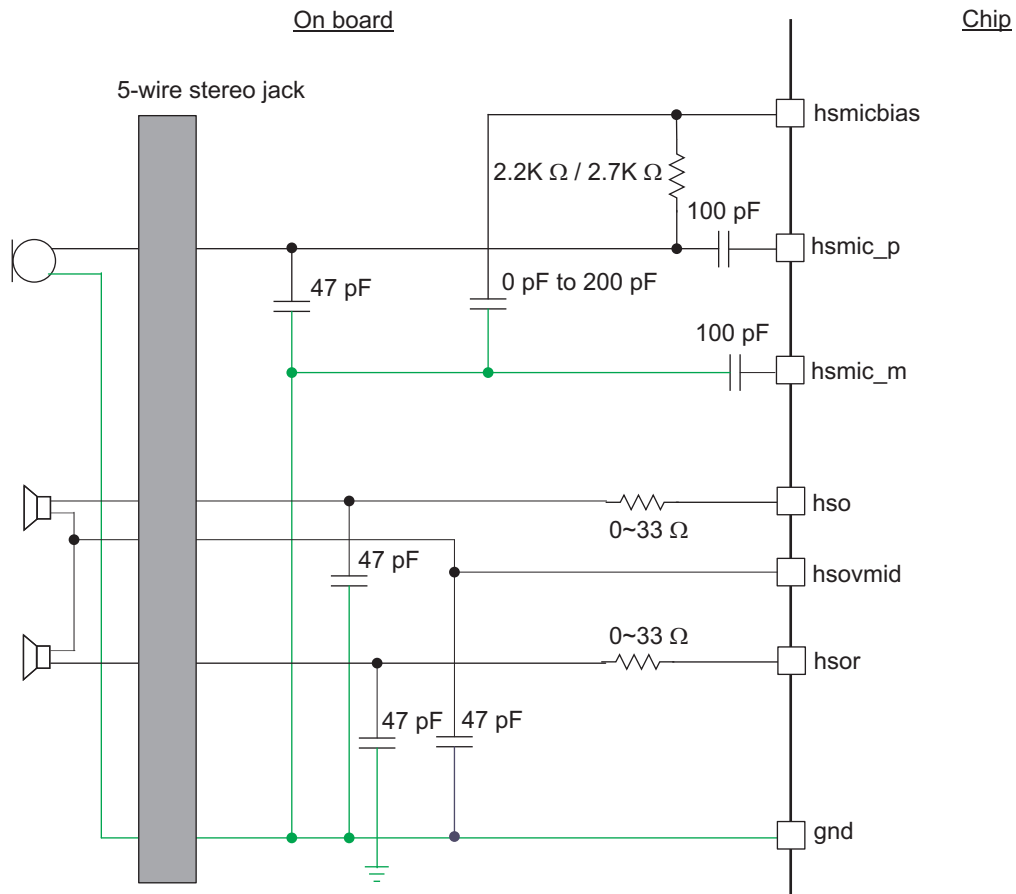 On board
Chip
5-wire stereo jack
hsmicbias
2.2K Ω / 2.7K Ω
100 pF
hsmic_p
47 pF
0 pF to 200 pF
100 pF
hsmic_m
hso
0~33 Ω
47 pF
hsovmid
0~33 Ω
hsor
47 pF
47 pF
gnd